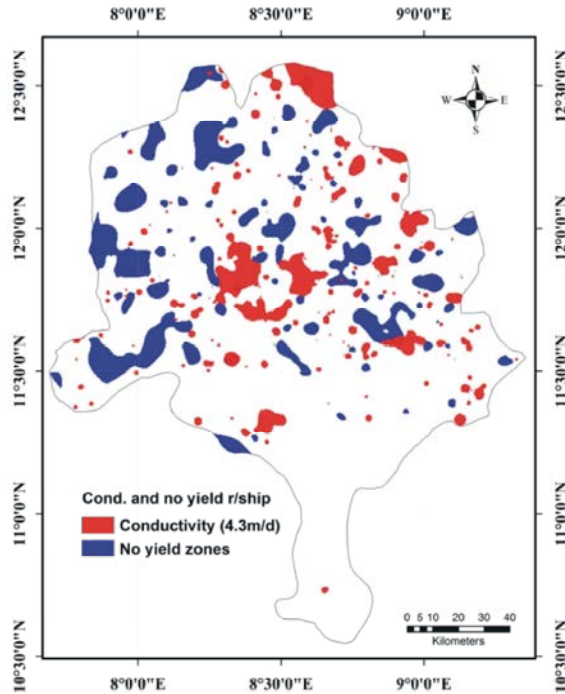 8°0'0"E 8°30'0"E 9°0'0"E
12°30'0"N 12°30'0"N
N
W E
S
12°0'0"N 12°0'0"N
11°30'0"N 11°30'0"N
11°0'0"N 11°0'0"N
Cond. and no yield r/ship
Conductivity (4.3m/d)
No yield zones
0 5 10 20 30 40
Kilometers
10°30'0"N 10°30'0"N
8°0'0"E 8°30'0"E 9°0'0"E